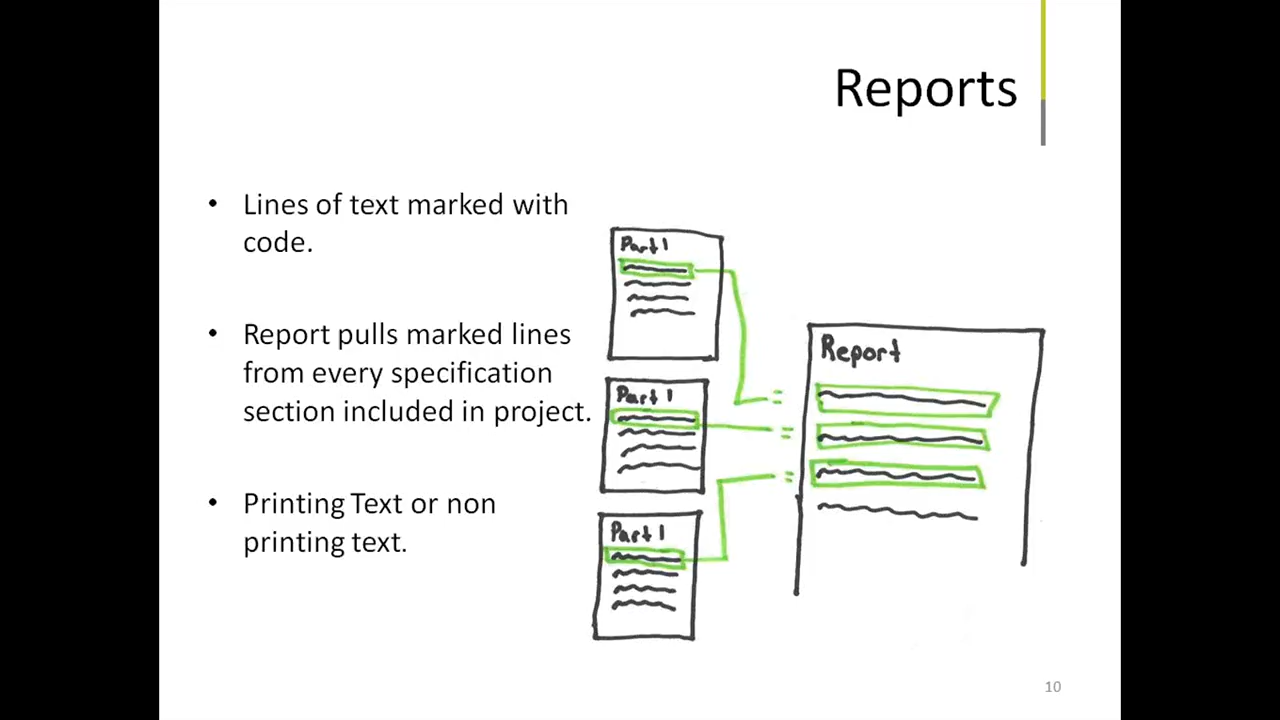 Reports
• Lines of text marked with
code.
• Report pulls marked lines
from every specification
section included in project.
• Printing Text or non
printing text.
Part 1
Part 1
Part 1
Report
10